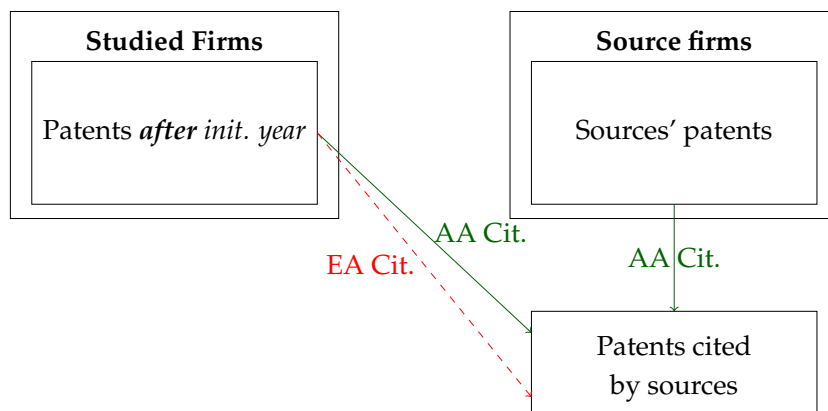 Studied Firms
Source firms
Patents after init. year
Sources’ patents
AA Cit.
EA Cit.
AA Cit.
Patents cited
by sources